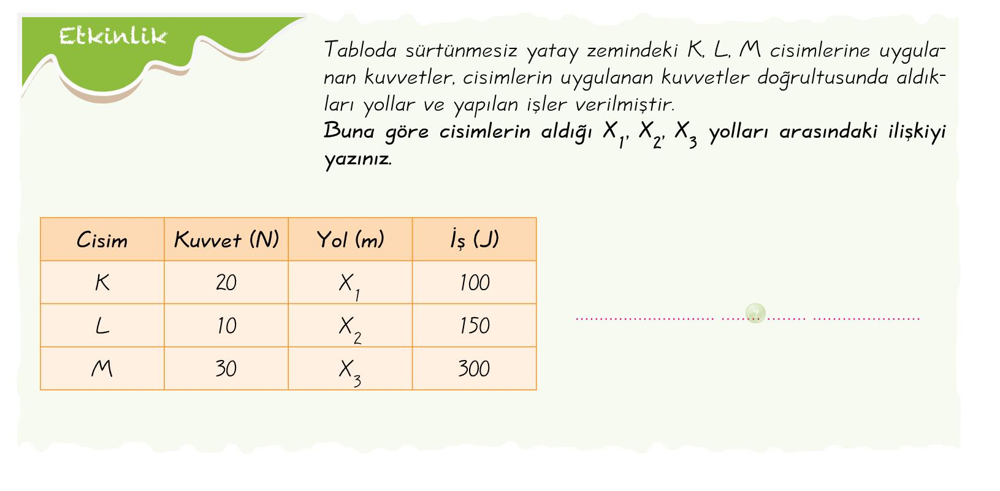 Etkinlik
Tabloda sürtünmesiz yatay zemindeki K, L, M cisimlerine uygula-
nan kuvvetler, cisimlerin uygulanan kuvvetler doğrultusunda aldık-
ları yollar ve yapılan işler verilmiştir.
Buna göre cisimlerin aldığı X1, X2, X3 yolları arasındaki ilişkiyi
yazınız.
Cisim Kuvvet (N) Yol (m) İş (J)
K 20 X1 100
L 10 X2 150
M 30 X3 300
?